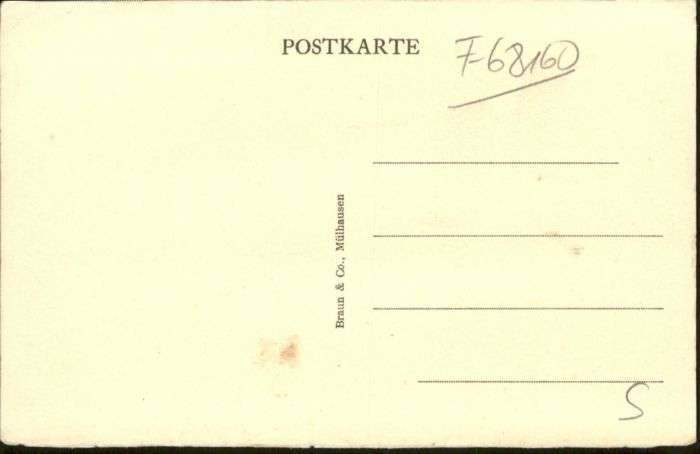 POSTKARTE
F-68160
Braun & Co., Mülhausen
S